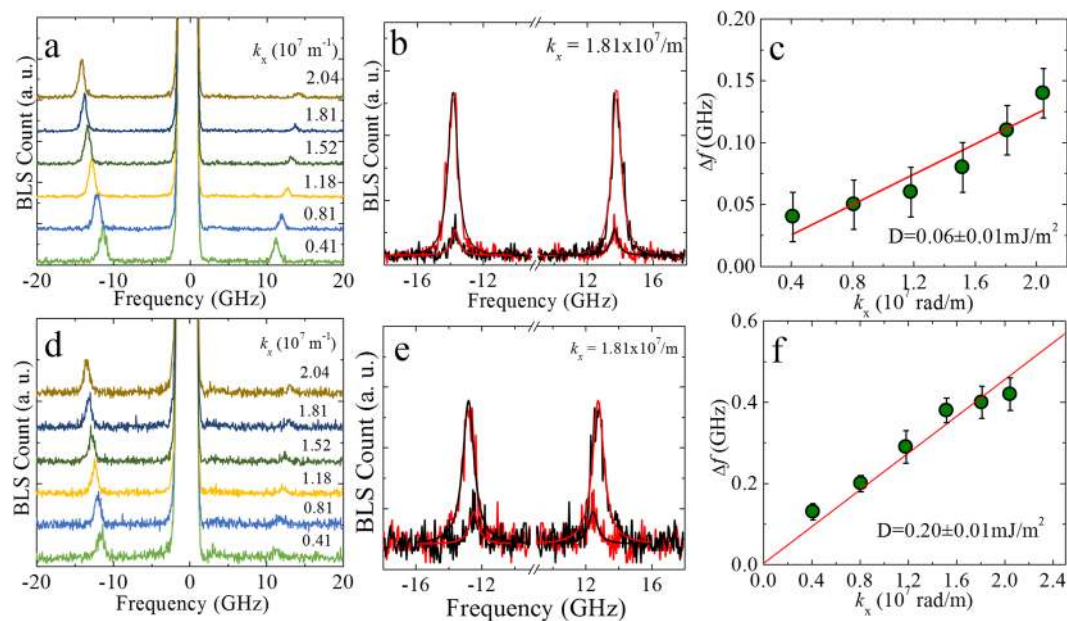 a
kx (10^7 m^-1)
2.04
1.81
1.52
1.18
0.81
0.41
BLS Count (a. u.)
-20 -10 0 10 20
Frequency (GHz)
b
kx = 1.81x10^7/m
BLS Count (a. u.)
-16 -12 12 16
Frequency (GHz)
c
0.20
0.15
0.10
0.05
0.00
Δf (GHz)
D=0.06±0.01mJ/m^2
0.4 0.8 1.2 1.6 2.0
kx (10^7 rad/m)
d
kx (10^7 m^-1)
2.04
1.81
1.52
1.18
0.81
0.41
BLS Count (a. u.)
-20 -10 0 10 20
Frequency (GHz)
e
kx = 1.81x10^7/m
BLS Count (a. u.)
-16 -12 12 16
Frequency (GHz)
f
0.6
0.4
0.2
0.0
Δf (GHz)
D=0.20±0.01mJ/m^2
0.0 0.4 0.8 1.2 1.6 2.0 2.4
kx (10^7 rad/m)